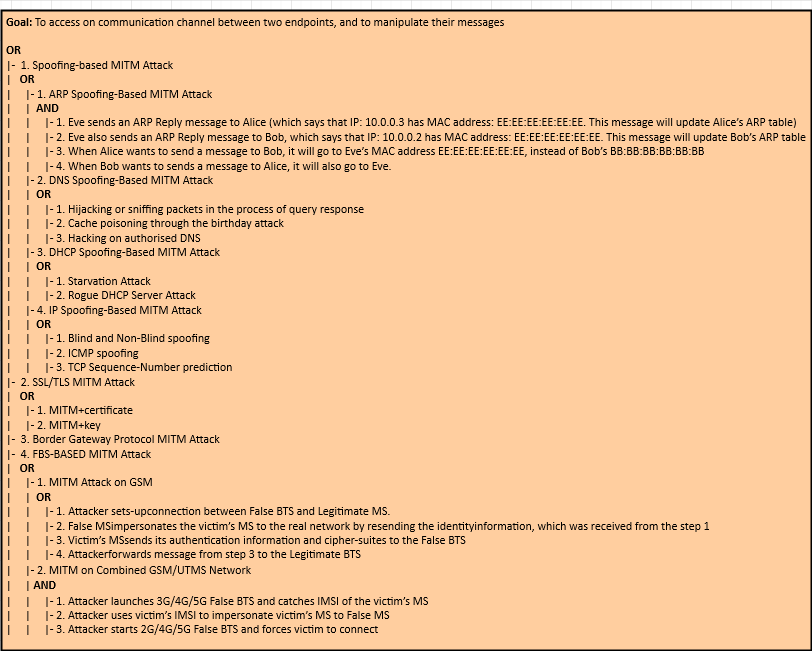 Goal: To access on communication channel between two endpoints, and to manipulate their messages
OR
|- 1. Spoofing-based MITM Attack
| OR
| |- 1. ARP Spoofing-Based MITM Attack
| | AND
| | |- 1. Eve sends an ARP Reply message to Alice (which says that IP: 10.0.0.3 has MAC address: EE:EE:EE:EE:EE:EE. This message will update Alice's ARP table)
| | |- 2. Eve also sends an ARP Reply message to Bob, which says that IP: 10.0.0.2 has MAC address: EE:EE:EE:EE:EE:EE. This message will update Bob's ARP table
| | |- 3. When Alice wants to send a message to Bob, it will go to Eve's MAC address EE:EE:EE:EE:EE:EE, instead of Bob's BB:BB:BB:BB:BB:BB
| | |- 4. When Bob wants to sends a message to Alice, it will also go to Eve.
| |- 2. DNS Spoofing-Based MITM Attack
| | OR
| | |- 1. Hijacking or sniffing packets in the process of query response
| | |- 2. Cache poisoning through the birthday attack
| | |- 3. Hacking on authorised DNS
| |- 3. DHCP Spoofing-Based MITM Attack
| | OR
| | |- 1. Starvation Attack
| | |- 2. Rogue DHCP Server Attack
| |- 4. IP Spoofing-Based MITM Attack
| | OR
| | |- 1. Blind and Non-Blind spoofing
| | |- 2. ICMP spoofing
| | |- 3. TCP Sequence-Number prediction
|- 2. SSL/TLS MITM Attack
| OR
| |- 1. MITM+certificate
| |- 2. MITM+key
|- 3. Border Gateway Protocol MITM Attack
|- 4. FBS-BASED MITM Attack
| OR
| |- 1. MITM Attack on GSM
| | OR
| | |- 1. Attacker sets-upconnection between False BTS and Legitimate MS.
| | |- 2. False MSimpersonates the victim's MS to the real network by resending the identityinformation, which was received from the step 1
| | |- 3. Victim's MSsends its authentication information and cipher-suites to the False BTS
| | |- 4. Attackerforwards message from step 3 to the Legitimate BTS
| |- 2. MITM on Combined GSM/UTMS Network
| | AND
| | |- 1. Attacker launches 3G/4G/5G False BTS and catches IMSI of the victim's MS
| | |- 2. Attacker uses victim's IMSI to impersonate victim's MS to False MS
| | |- 3. Attacker starts 2G/4G/5G False BTS and forces victim to connect